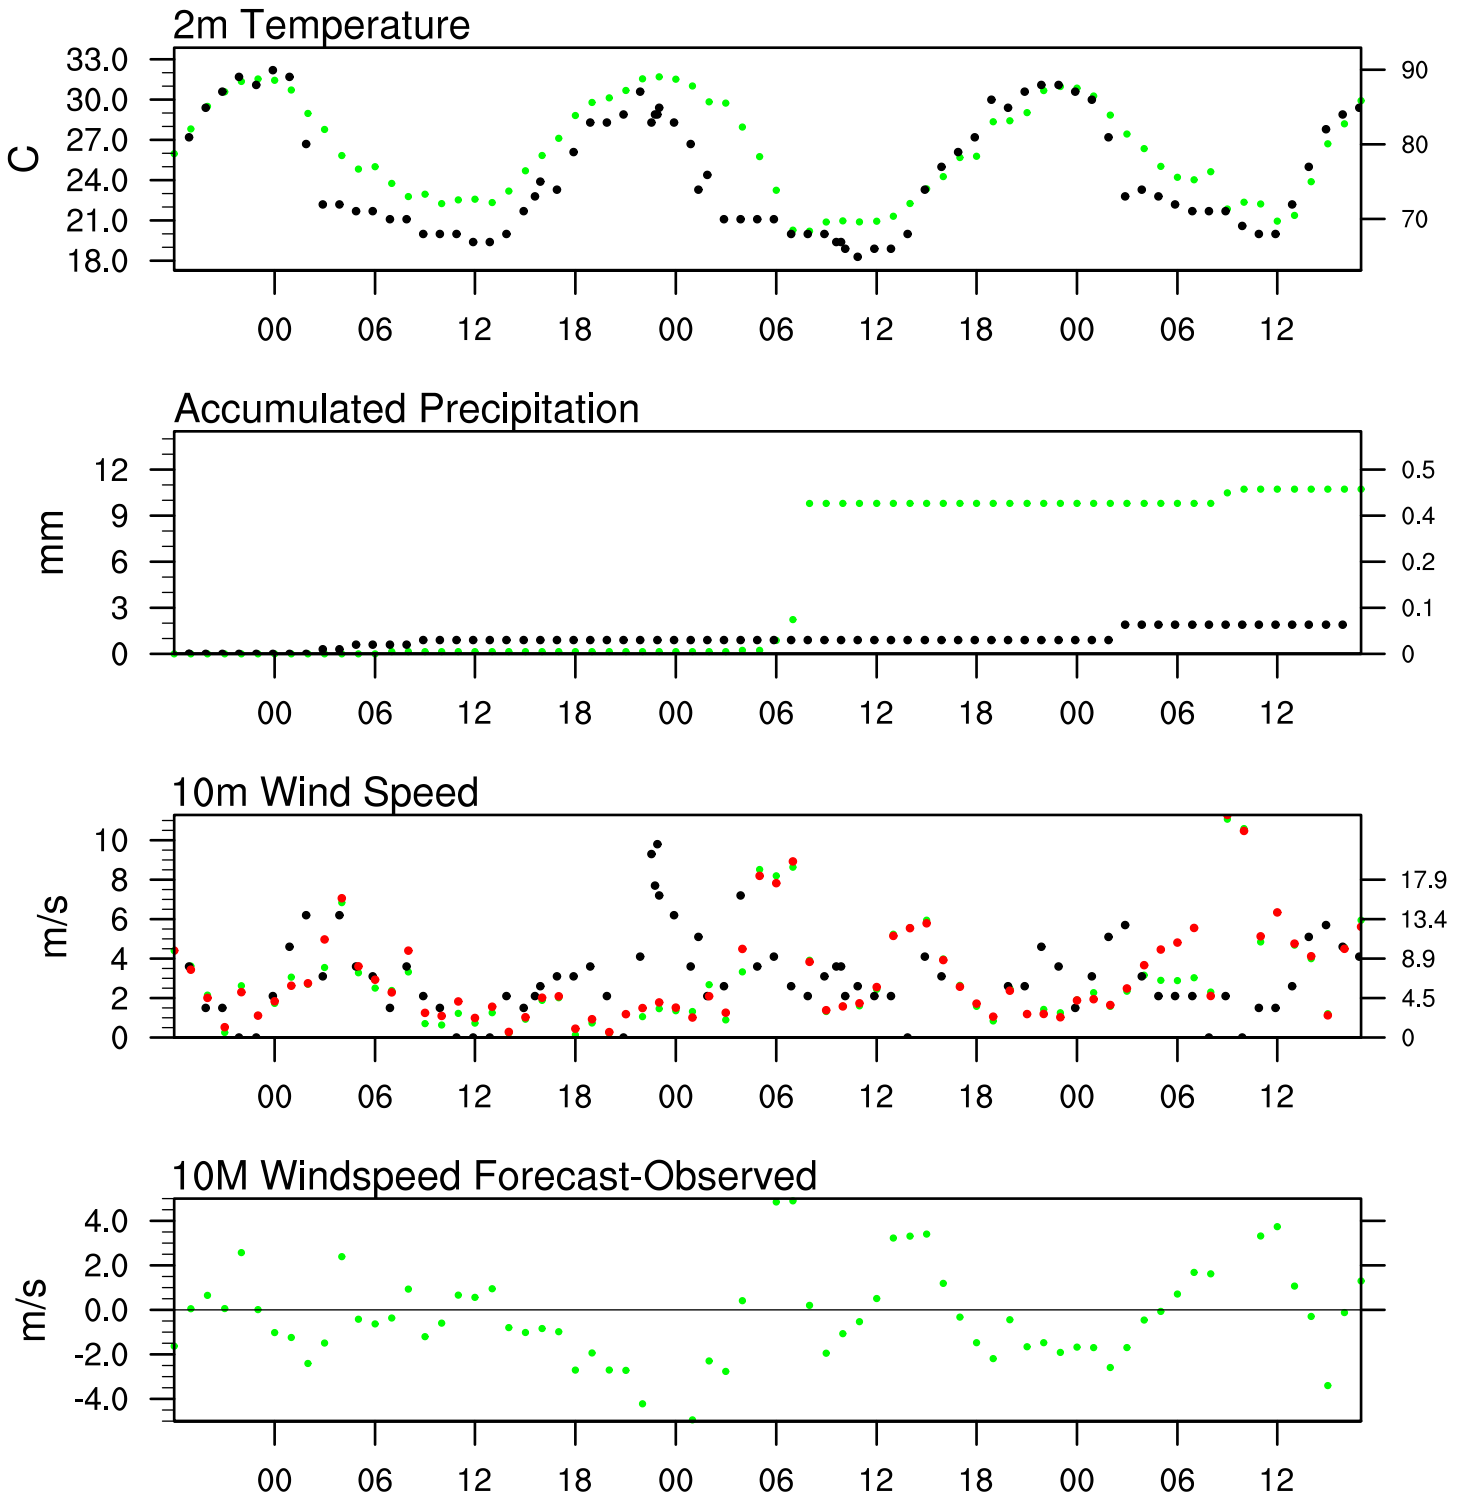 2m Temperature
33.0
30.0
27.0
24.0
21.0
18.0
C
90
80
70
00 06 12 18 00 06 12 18 00 06 12
Accumulated Precipitation
12
9
6
3
0
mm
0.5
0.4
0.2
0.1
0
00 06 12 18 00 06 12 18 00 06 12
10m Wind Speed
10
8
6
4
2
0
m/s
17.9
13.4
8.9
4.5
0
00 06 12 18 00 06 12 18 00 06 12
10M Windspeed Forecast-Observed
4.0
2.0
0.0
-2.0
-4.0
m/s
00 06 12 18 00 06 12 18 00 06 12